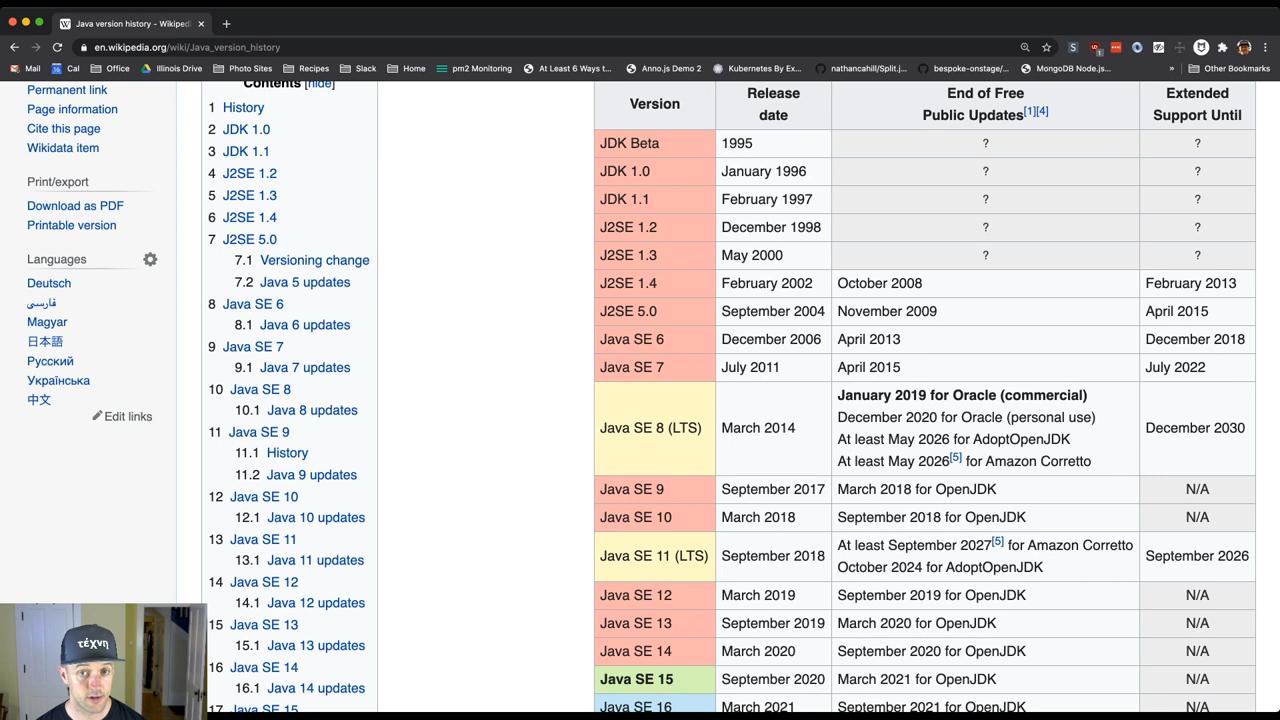 Java version history - Wikiped
en.wikipedia.org/wiki/Java_version_history
Mail Cal Office Illinois Drive Photo Sites Recipes Slack Home pm2 Monitoring At Least 6 Ways t... Anno.js Demo 2 Kubernetes By Ex... nathancahill/Split.j... bespoke-onstage/... MongoDB Node.js... » Other Bookmarks
Permanent link
Page information
Cite this page
Wikidata item
Print/export
Download as PDF
Printable version
Languages
Deutsch
فارسی
Magyar
日本語
Русский
Українська
中文
Edit links
Contents [hide]
1 History
2 JDK 1.0
3 JDK 1.1
4 J2SE 1.2
5 J2SE 1.3
6 J2SE 1.4
7 J2SE 5.0
7.1 Versioning change
7.2 Java 5 updates
8 Java SE 6
8.1 Java 6 updates
9 Java SE 7
9.1 Java 7 updates
10 Java SE 8
10.1 Java 8 updates
11 Java SE 9
11.1 History
11.2 Java 9 updates
12 Java SE 10
12.1 Java 10 updates
13 Java SE 11
13.1 Java 11 updates
14 Java SE 12
14.1 Java 12 updates
15 Java SE 13
15.1 Java 13 updates
16 Java SE 14
16.1 Java 14 updates
17 Java SE 15
Version Release date End of Free Public Updates[1][4] Extended Support Until
JDK Beta 1995 ? ?
JDK 1.0 January 1996 ? ?
JDK 1.1 February 1997 ? ?
J2SE 1.2 December 1998 ? ?
J2SE 1.3 May 2000 ? ?
J2SE 1.4 February 2002 October 2008 February 2013
J2SE 5.0 September 2004 November 2009 April 2015
Java SE 6 December 2006 April 2013 December 2018
Java SE 7 July 2011 April 2015 July 2022
Java SE 8 (LTS) March 2014 January 2019 for Oracle (commercial)
December 2020 for Oracle (personal use)
At least May 2026 for AdoptOpenJDK
At least May 2026[5] for Amazon Corretto December 2030
Java SE 9 September 2017 March 2018 for OpenJDK N/A
Java SE 10 March 2018 September 2018 for OpenJDK N/A
Java SE 11 (LTS) September 2018 At least September 2027[5] for Amazon Corretto
October 2024 for AdoptOpenJDK September 2026
Java SE 12 March 2019 September 2019 for OpenJDK N/A
Java SE 13 September 2019 March 2020 for OpenJDK N/A
Java SE 14 March 2020 September 2020 for OpenJDK N/A
Java SE 15 September 2020 March 2021 for OpenJDK N/A
Java SE 16 March 2021 September 2021 for OpenJDK N/A
τέχνη